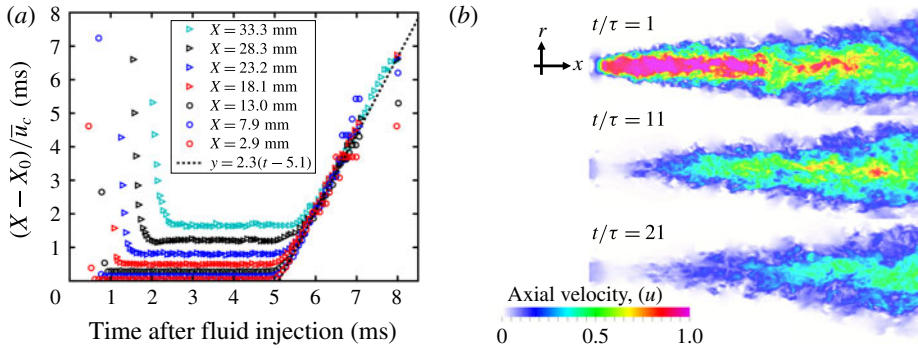 (a)
(X − X₀)/ūc (ms)
8
7
6
5
4
3
2
1
0
1 2 3 4 5 6 7 8
Time after fluid injection (ms)
X = 33.3 mm
X = 28.3 mm
X = 23.2 mm
X = 18.1 mm
X = 13.0 mm
X = 7.9 mm
X = 2.9 mm
y = 2.3(t − 5.1)
(b)
t/τ = 1
r
x
t/τ = 11
t/τ = 21
Axial velocity, (u)
0 0.5 1.0